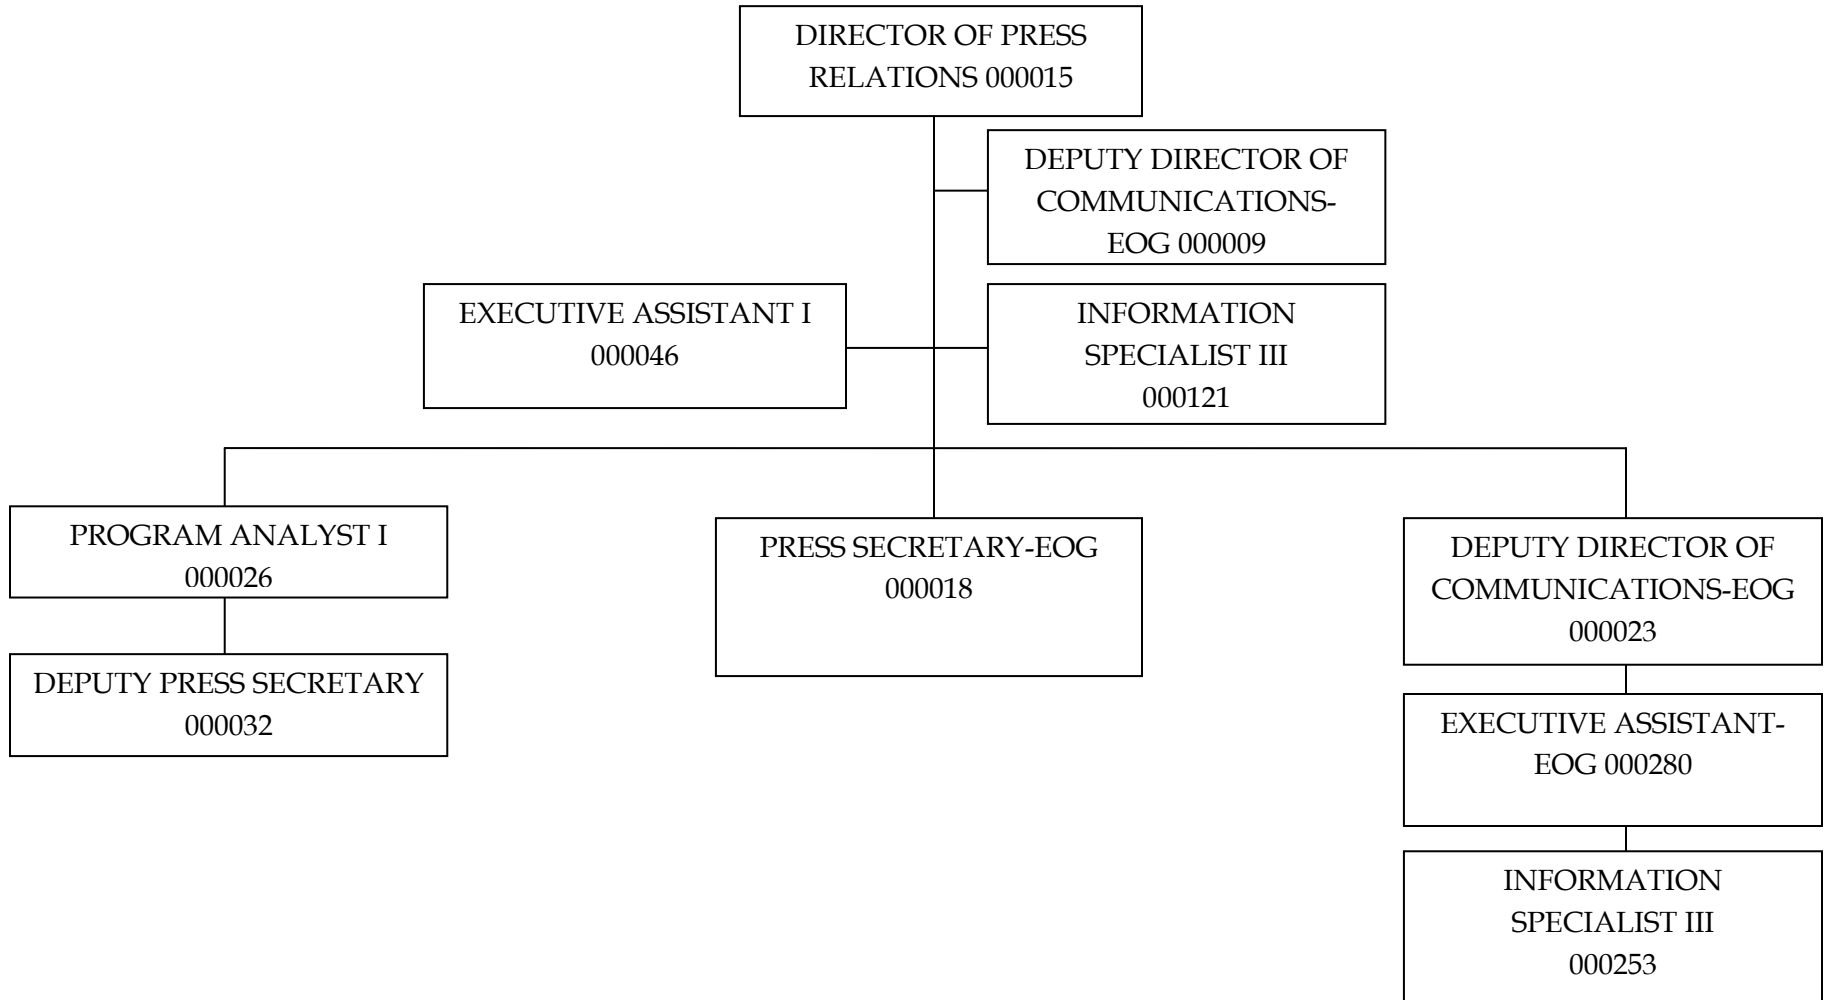 DIRECTOR OF PRESS
RELATIONS 000015
DEPUTY DIRECTOR OF
COMMUNICATIONS-
EOG 000009
EXECUTIVE ASSISTANT I
000046
INFORMATION
SPECIALIST III
000121
PROGRAM ANALYST I
000026
DEPUTY PRESS SECRETARY
000032
PRESS SECRETARY-EOG
000018
DEPUTY DIRECTOR OF
COMMUNICATIONS-EOG
000023
EXECUTIVE ASSISTANT-
EOG 000280
INFORMATION
SPECIALIST III
000253